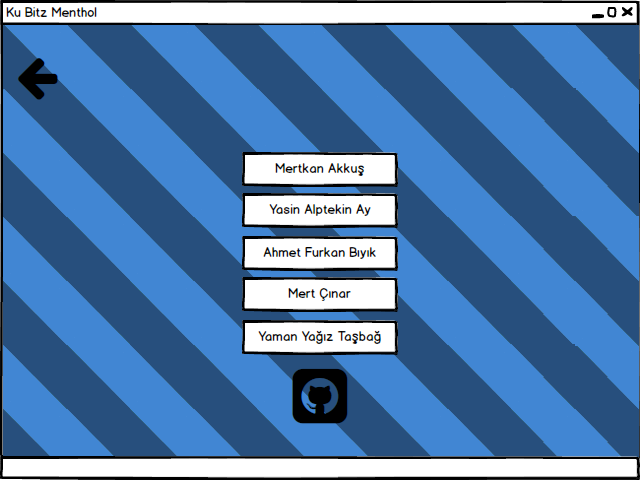 Ku Bitz Menthol
Mertkan Akkuş
Yasin Alptekin Ay
Ahmet Furkan Bıyık
Mert Çınar
Yaman Yağız Taşbağ